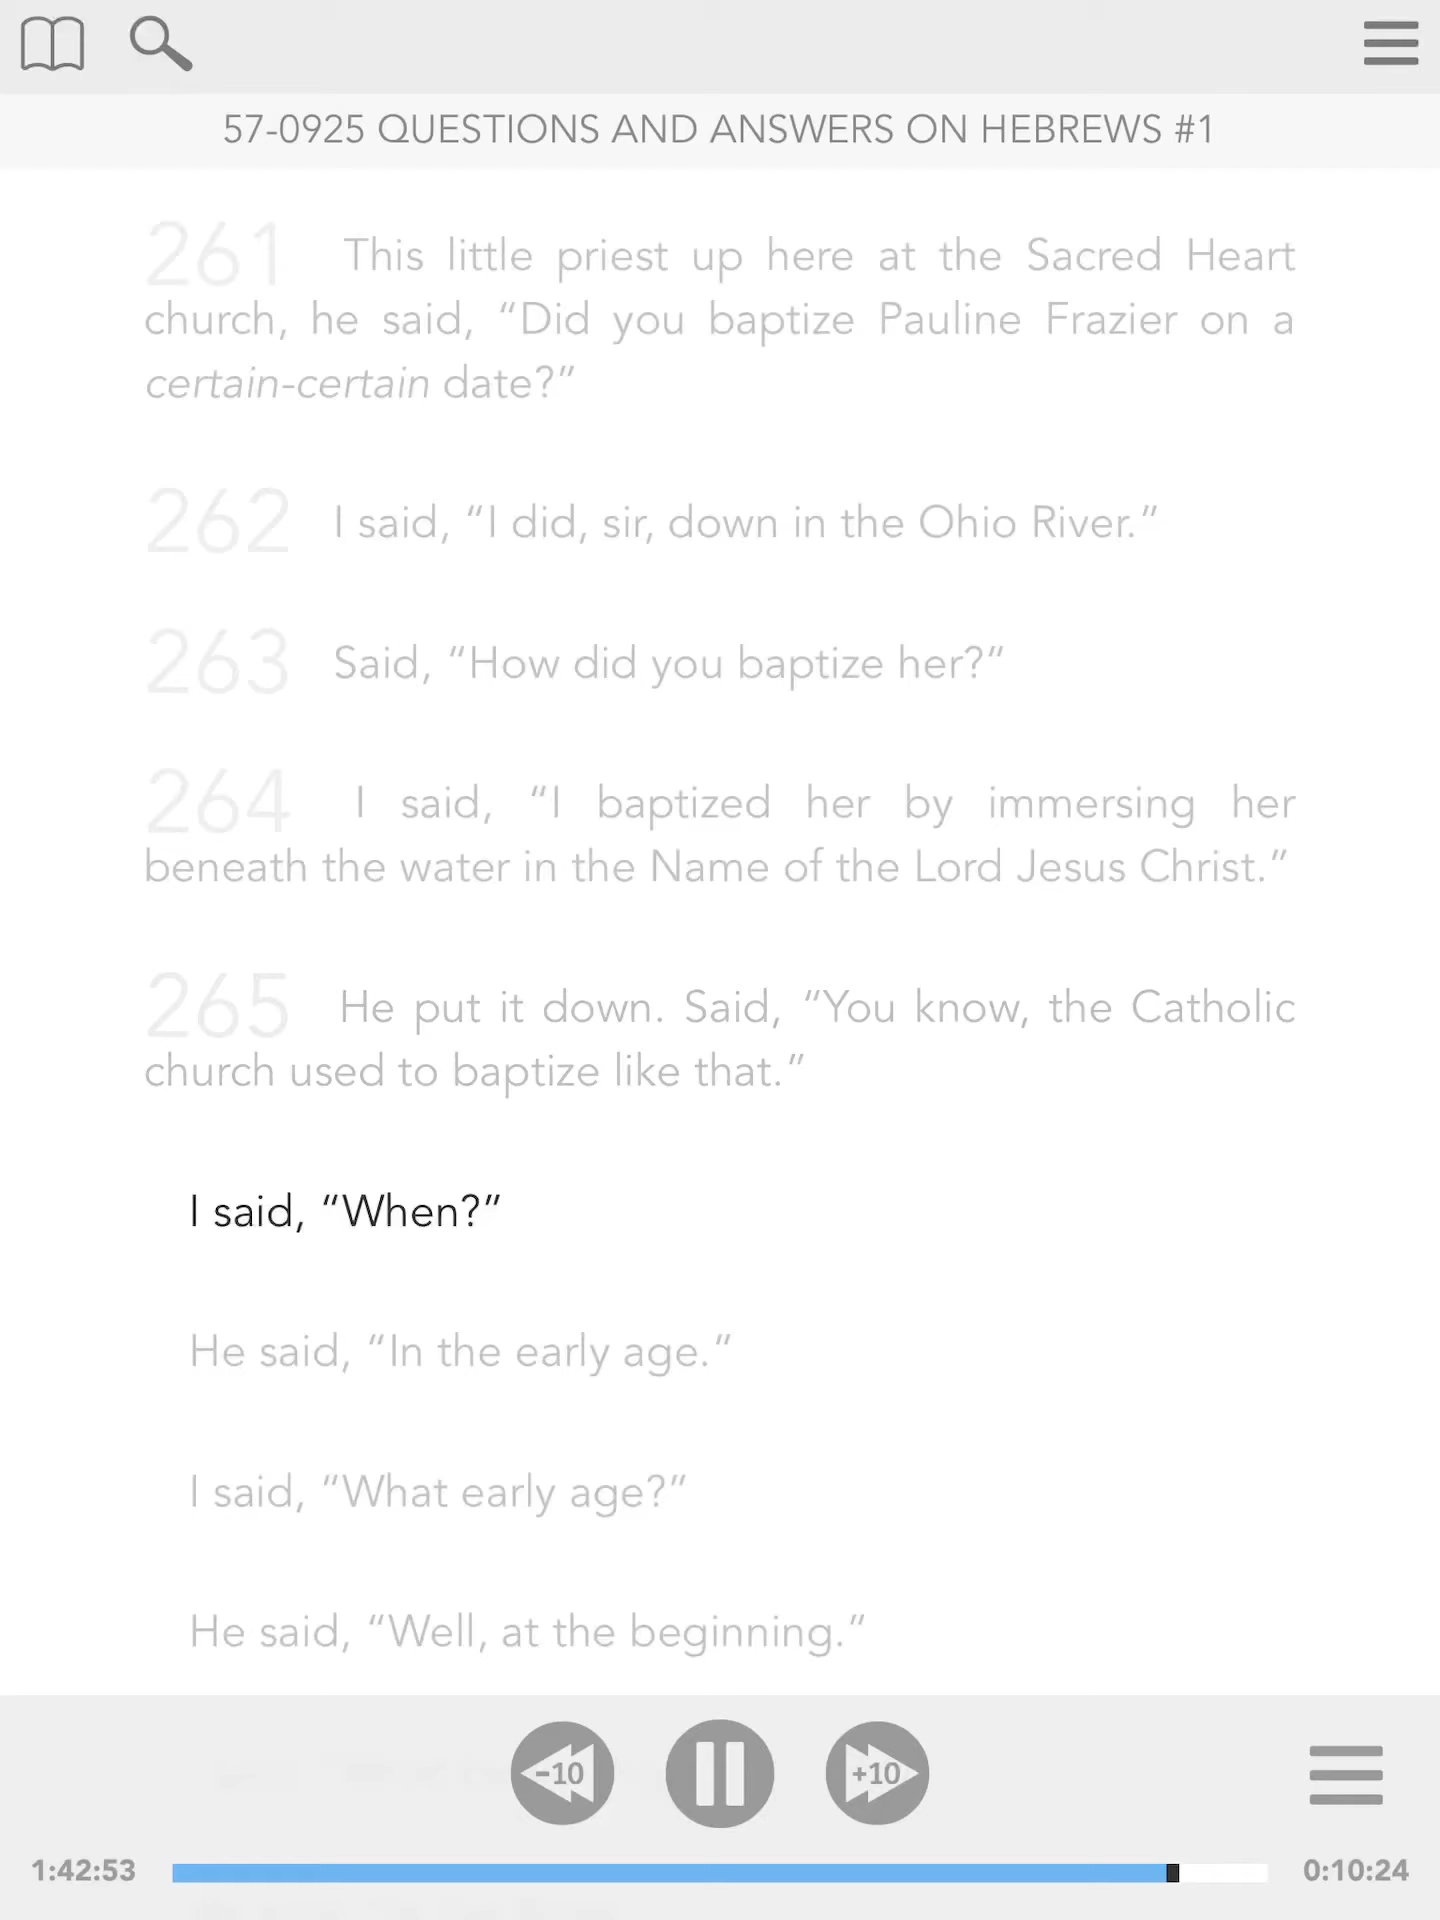 57-0925 QUESTIONS AND ANSWERS ON HEBREWS #1
261 This little priest up here at the Sacred Heart
church, he said, “Did you baptize Pauline Frazier on a
certain-certain date?”
262 I said, “I did, sir, down in the Ohio River.”
263 Said, “How did you baptize her?”
264 I said, “I baptized her by immersing her
beneath the water in the Name of the Lord Jesus Christ.”
265 He put it down. Said, “You know, the Catholic
church used to baptize like that.”
I said, “When?”
He said, “In the early age.”
I said, “What early age?”
He said, “Well, at the beginning.”
-10 +10
1:42:53 0:10:24